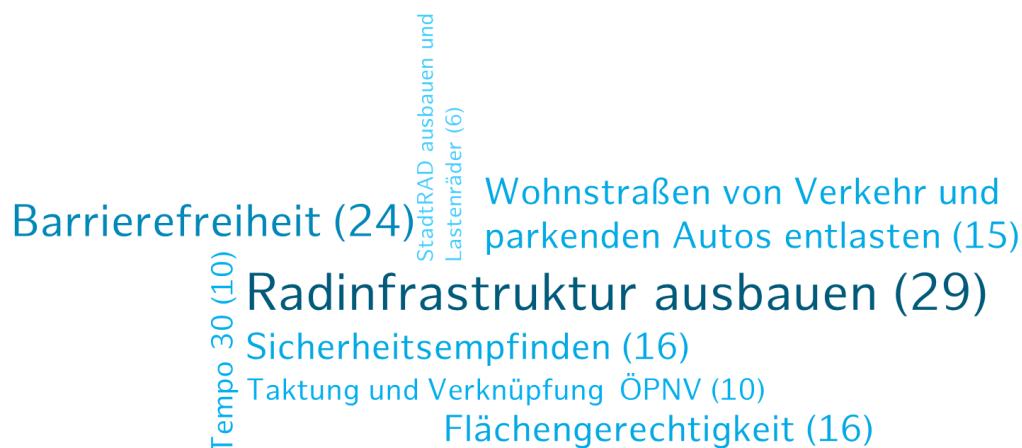 StadtRAD ausbauen und
Lastenräder (6)
Wohnstraßen von Verkehr und
parkenden Autos entlasten (15)
Barrierefreiheit (24)
Tempo 30 (10)
Radinfrastruktur ausbauen (29)
Sicherheitsempfinden (16)
Taktung und Verknüpfung ÖPNV (10)
Flächengerechtigkeit (16)